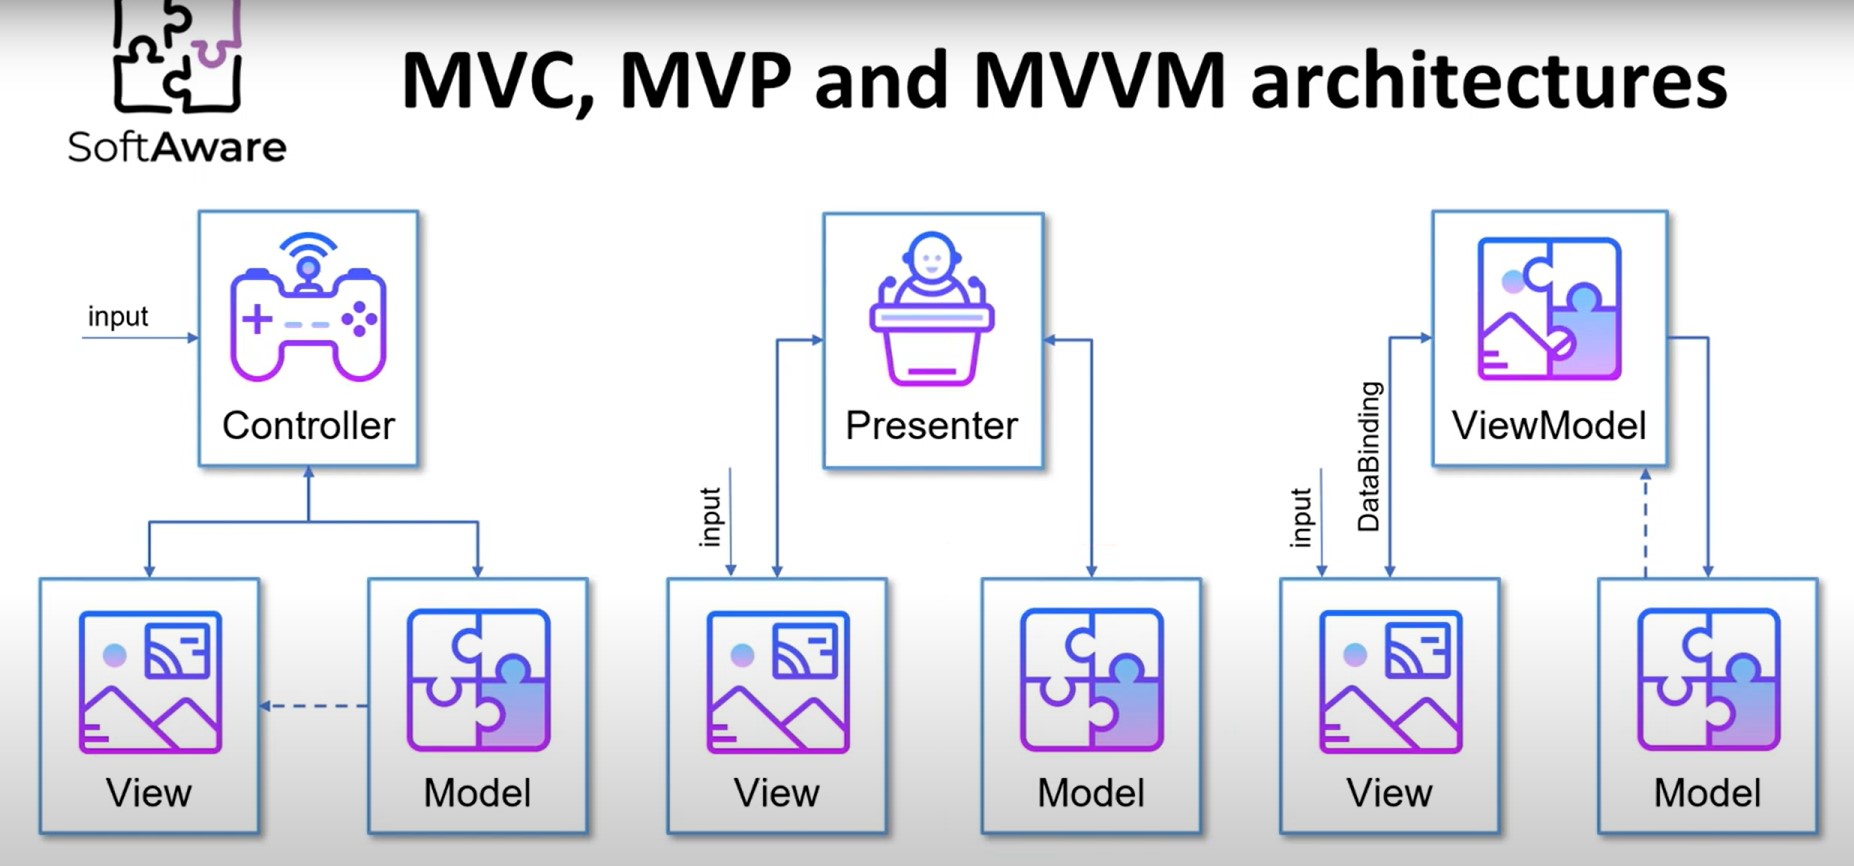 SoftAware
MVC, MVP and MVVM architectures
input
Controller
View
Model
Presenter
input
View
Model
ViewModel
DataBinding
input
View
Model